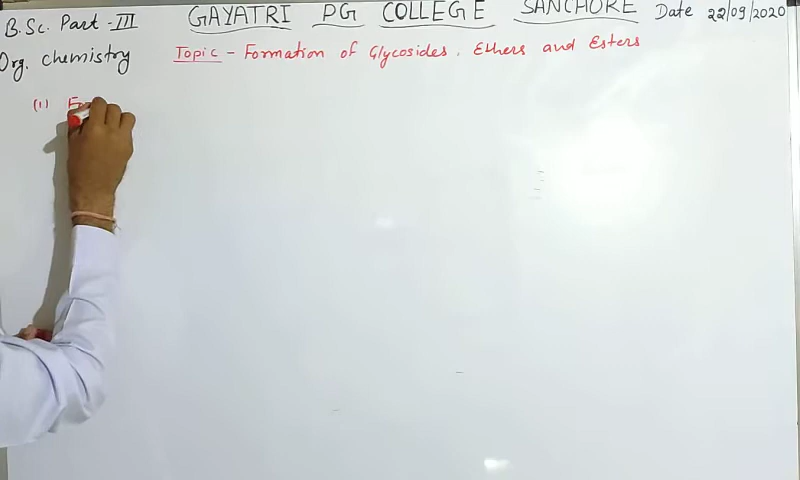 B.Sc. Part - III GAYATRI PG COLLEGE SANCHORE Date 22/09/2020
Org. chemistry Topic - Formation of Glycosides, Ethers and Esters
(1)